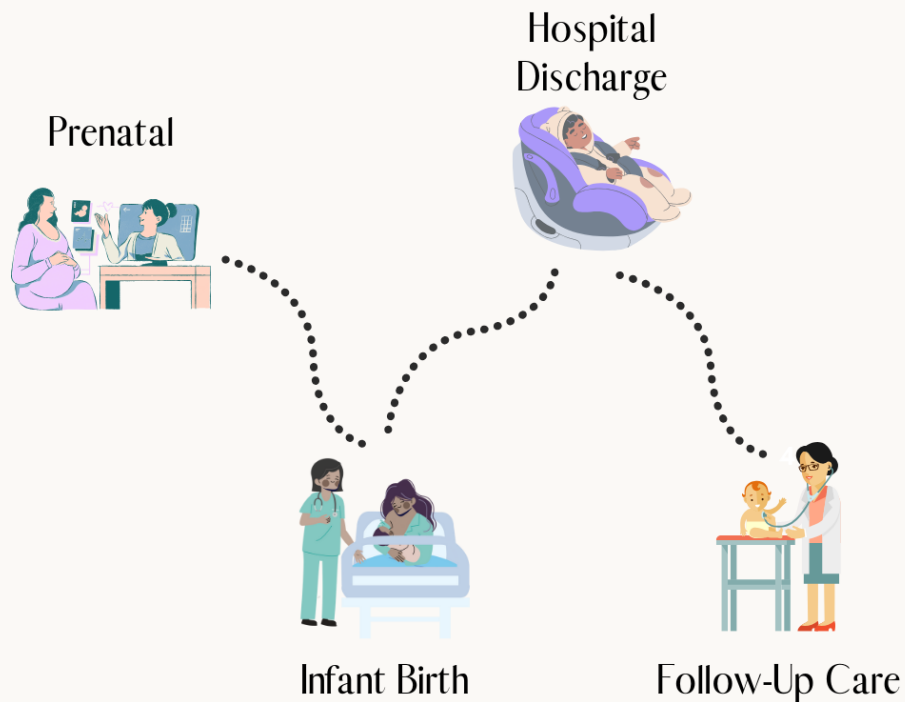 Prenatal
Hospital
Discharge
Infant Birth
Follow-Up Care